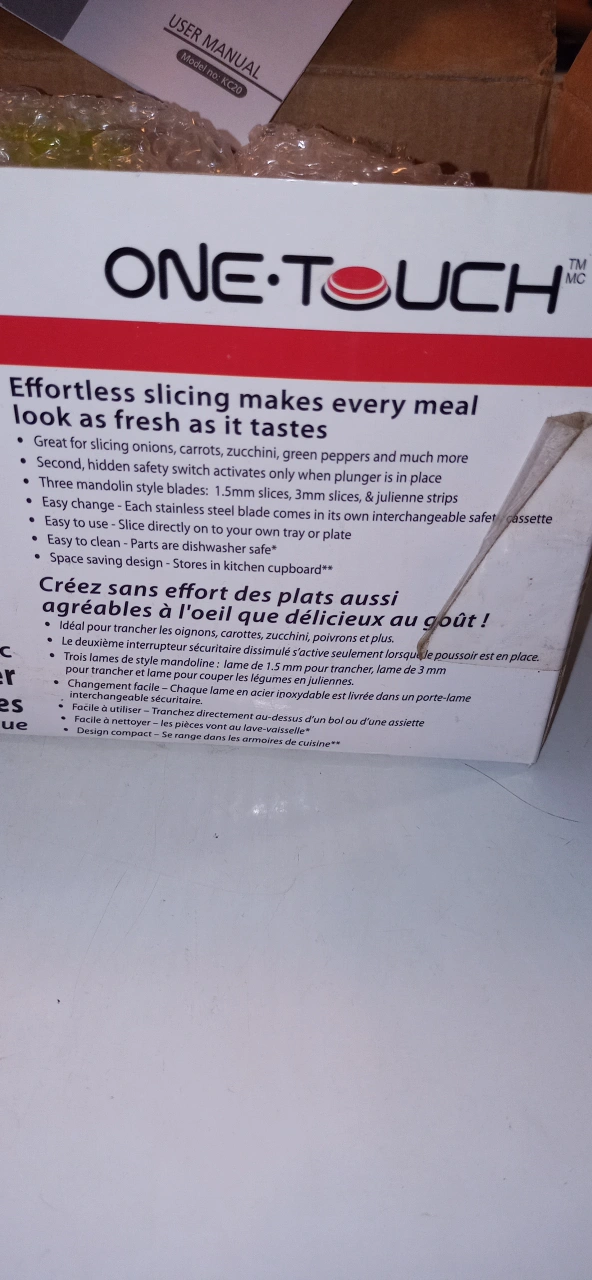 USER MANUAL
Model no: KC20
ONE•TOUCH TM MC
Effortless slicing makes every meal
look as fresh as it tastes
• Great for slicing onions, carrots, zucchini, green peppers and much more
• Second, hidden safety switch activates only when plunger is in place
• Three mandolin style blades: 1.5mm slices, 3mm slices, & julienne strips
• Easy change - Each stainless steel blade comes in its own interchangeable safety cassette
• Easy to use - Slice directly on to your own tray or plate
• Easy to clean - Parts are dishwasher safe*
• Space saving design - Stores in kitchen cupboard**
Créez sans effort des plats aussi
agréables à l'oeil que délicieux au goût !
• Idéal pour trancher les oignons, carottes, zucchini, poivrons et plus.
• Le deuxième interrupteur sécuritaire dissimulé s'active seulement lorsque le poussoir est en place.
• Trois lames de style mandoline : lame de 1.5 mm pour trancher, lame de 3 mm
pour trancher et lame pour couper les légumes en juliennes.
• Changement facile – Chaque lame en acier inoxydable est livrée dans un porte-lame
interchangeable sécuritaire.
• Facile à utiliser – Tranchez directement au-dessus d'un bol ou d'une assiette
• Facile à nettoyer – les pièces vont au lave-vaisselle*
• Design compact – Se range dans les armoires de cuisine**
c
er
es
ue